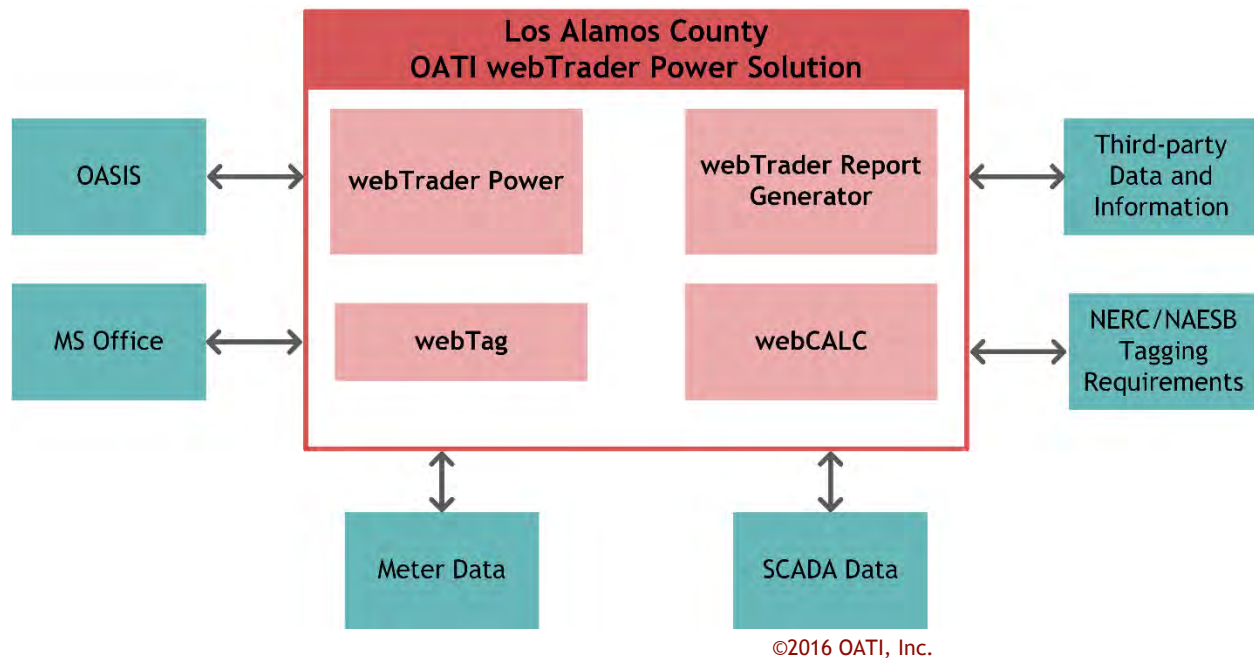 Los Alamos County
OATI webTrader Power Solution
OASIS
webTrader Power
webTrader Report
Generator
Third-party
Data and
Information
MS Office
webTag
webCALC
NERC/NAESB
Tagging
Requirements
Meter Data
SCADA Data
©2016 OATI, Inc.